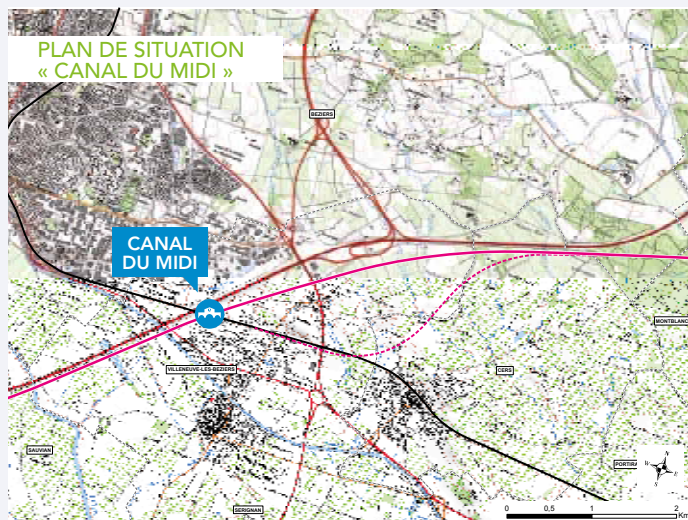 PLAN DE SITUATION
« CANAL DU MIDI »
BEZIERS
CANAL
DU MIDI
MONTBLANC
VILLENEUVE-LES-BEZIERS
CERS
SAUVIAN
PORTIRA
N
W
E
S
SERIGNAN
0 0,5 1 2
Km